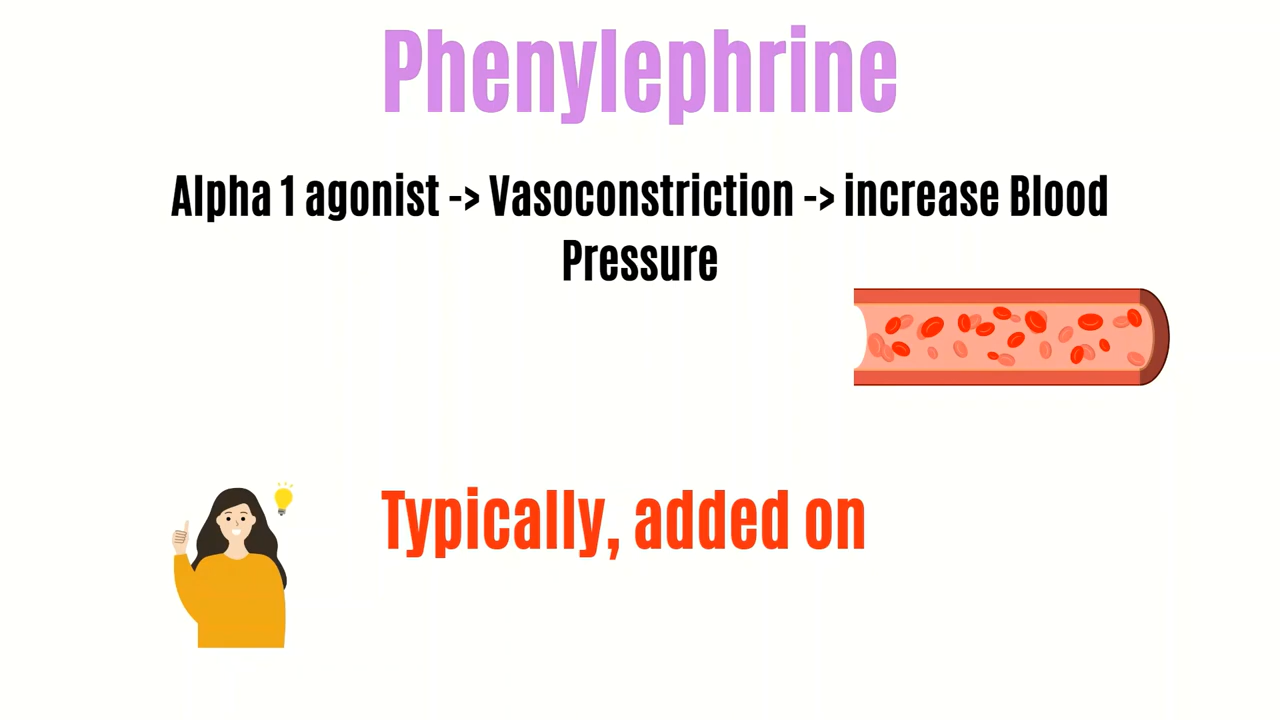 Phenylephrine
Alpha 1 agonist -> Vasoconstriction -> increase Blood
Pressure
Typically, added on